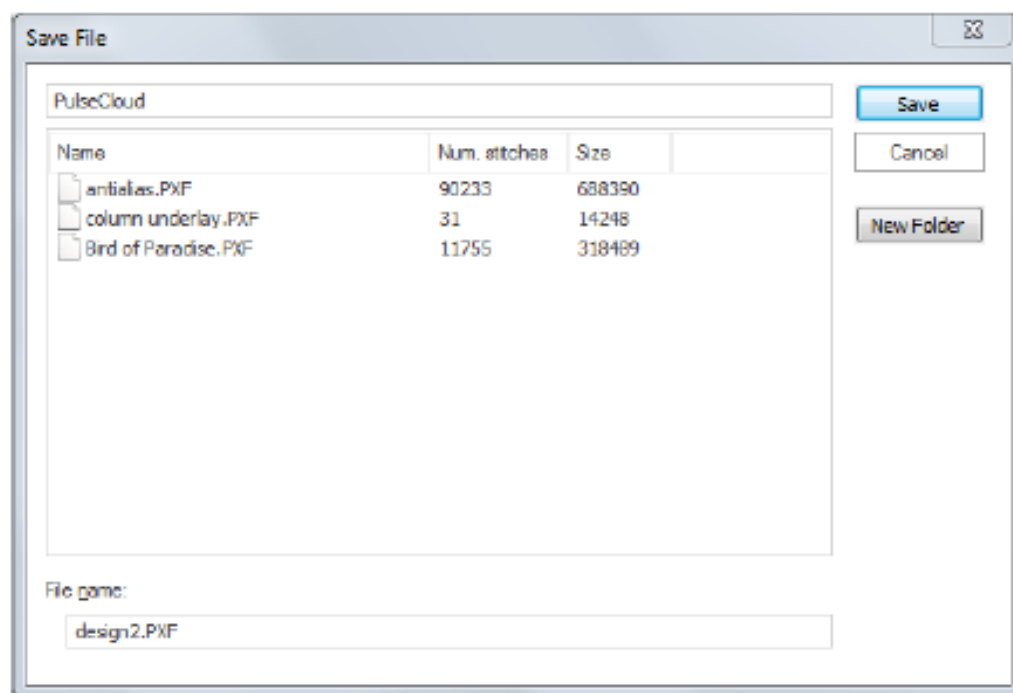 Save File
PulseCloud
Save
Name Num. stitches Size
Cancel
antialias.PXF 90233 688390
column underlay.PXF 31 14248
New Folder
Bird of Paradise.PXF 11755 318489
File name:
design2.PXF